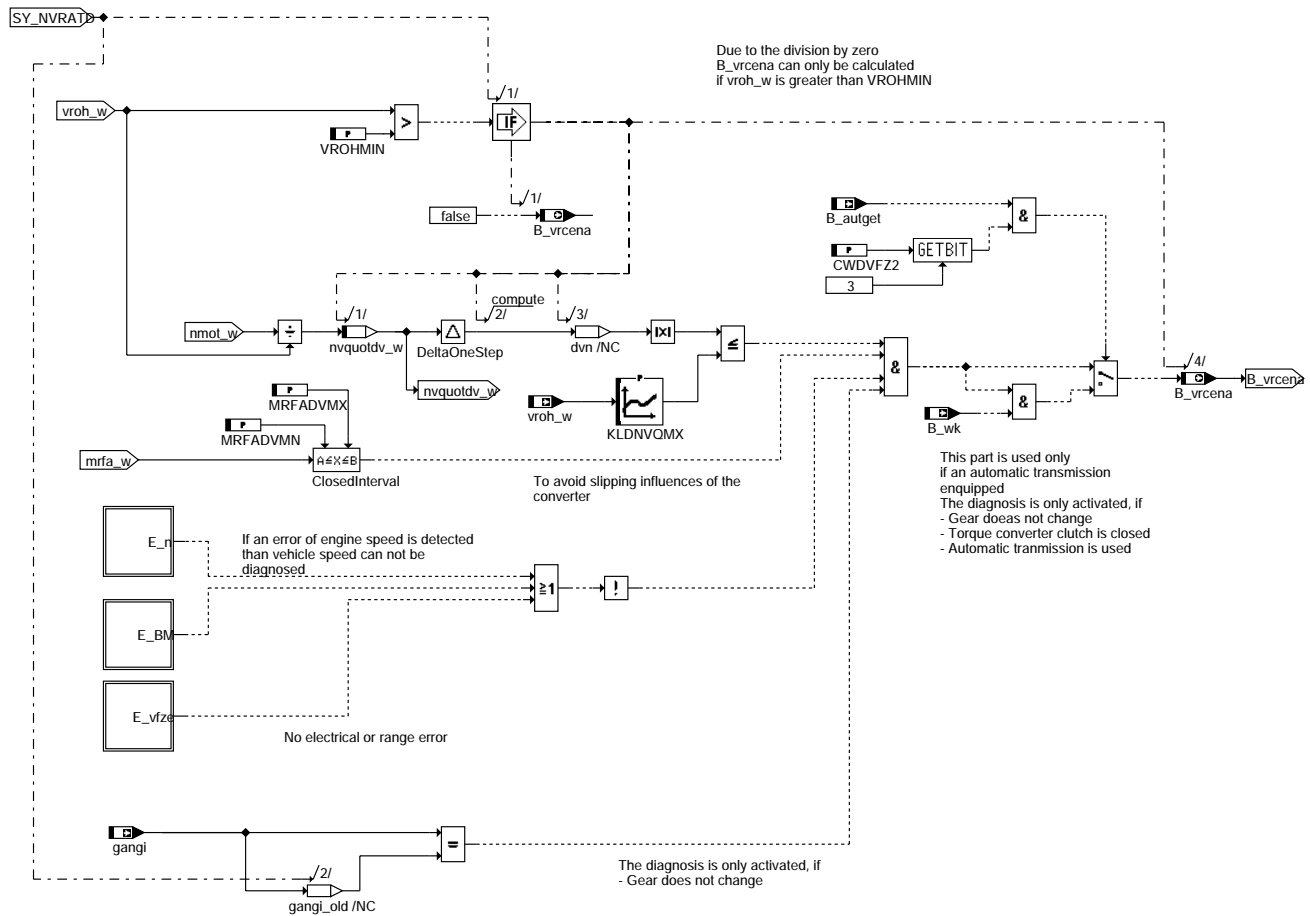 SY_NVRATD
/1/
Due to the division by zero
B_vrcena can only be calculated
if vroh_w is greater than VROHMIN
vroh_w
>
IF
P
VROHMIN
/1/
false
B_vrcena
B_autget
&
P
CWDVFZ2
GETBIT
3
compute
/1/
/2/
/3/
nmot_w
÷
nvquotdv_w
Δ
DeltaOneStep
dvn /NC
|x|
≤
nvquotdv_w
P
vroh_w
KLDNVQMX
&
/4/
B_vrcena
B_vrcena
&
B_wk
P
MRFADVMX
P
MRFADVMN
mrfa_w
A≤X≤B
ClosedInterval
To avoid slipping influences of the
converter
This part is used only
if an automatic transmission
enquipped
The diagnosis is only activated, if
- Gear doeas not change
- Torque converter clutch is closed
- Automatic tranmission is used
E_n
If an error of engine speed is detected
than vehicle speed can not be
diagnosed
≥1
!
E_BM
E_vfze
No electrical or range error
gangi
=
/2/
gangi_old /NC
The diagnosis is only activated, if
- Gear does not change